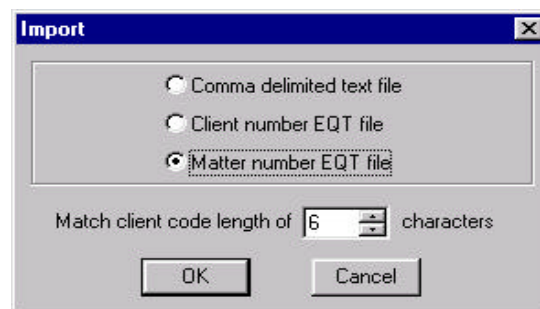 Import
Comma delimited text file
Client number EQT file
Matter number EQT file
Match client code length of 6 characters
OK Cancel